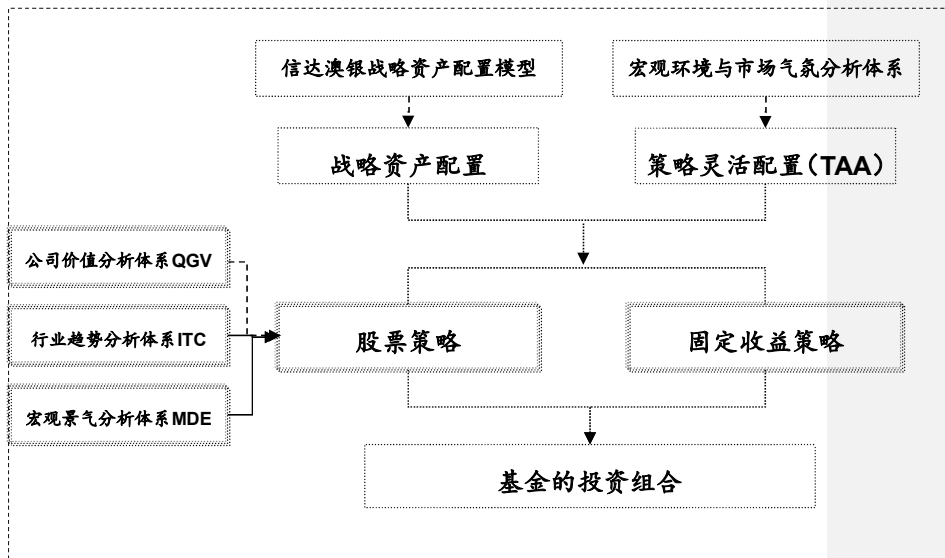 信达澳银战略资产配置模型
宏观环境与市场气氛分析体系
战略资产配置
策略灵活配置（TAA）
公司价值分析体系QGV
行业趋势分析体系ITC
宏观景气分析体系MDE
股票策略
固定收益策略
基金的投资组合